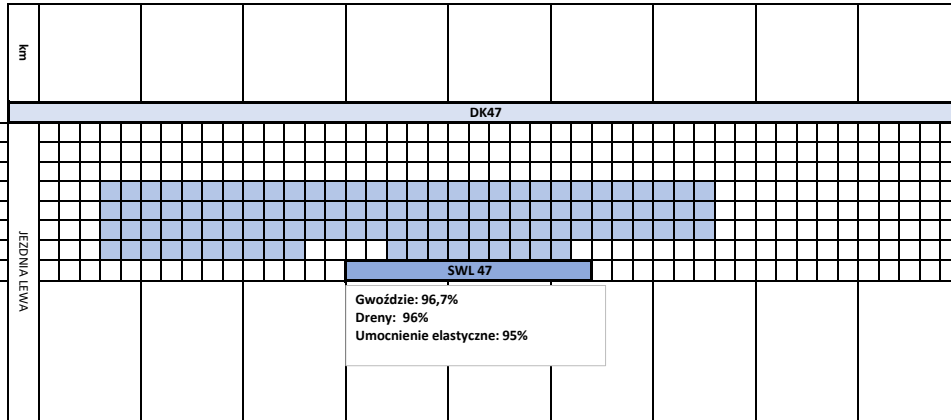 km
DK47
JEZDNIA LEWA
SWL 47
Gwoździe: 96,7%
Dreny: 96%
Umocnienie elastyczne: 95%